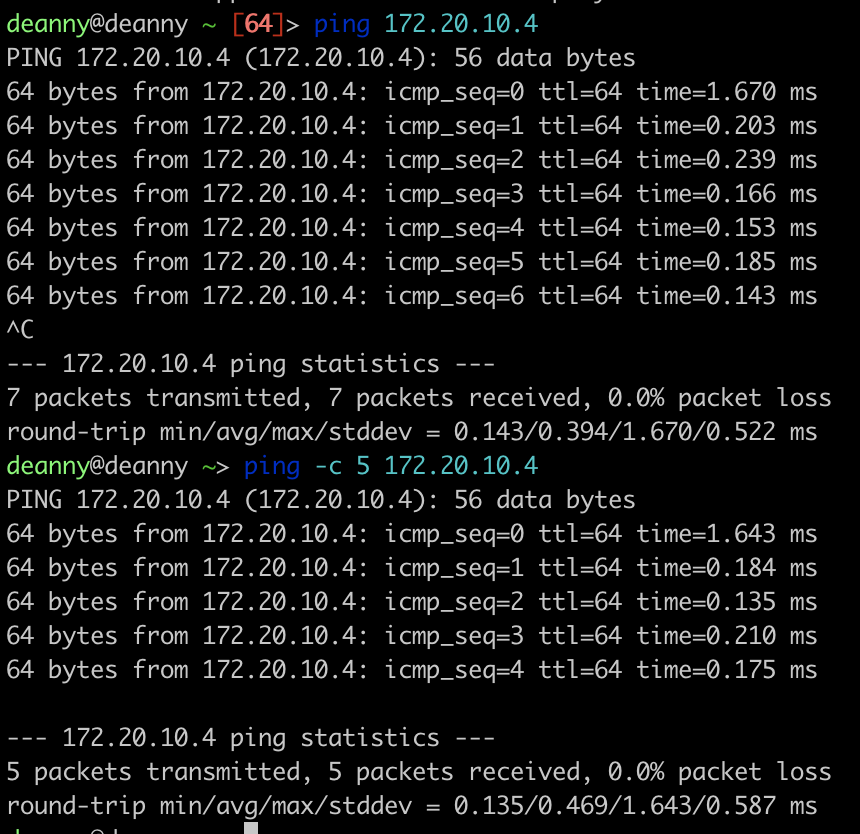 deanny@deanny ~ [64]> ping 172.20.10.4
PING 172.20.10.4 (172.20.10.4): 56 data bytes
64 bytes from 172.20.10.4: icmp_seq=0 ttl=64 time=1.670 ms
64 bytes from 172.20.10.4: icmp_seq=1 ttl=64 time=0.203 ms
64 bytes from 172.20.10.4: icmp_seq=2 ttl=64 time=0.239 ms
64 bytes from 172.20.10.4: icmp_seq=3 ttl=64 time=0.166 ms
64 bytes from 172.20.10.4: icmp_seq=4 ttl=64 time=0.153 ms
64 bytes from 172.20.10.4: icmp_seq=5 ttl=64 time=0.185 ms
64 bytes from 172.20.10.4: icmp_seq=6 ttl=64 time=0.143 ms
^C
--- 172.20.10.4 ping statistics ---
7 packets transmitted, 7 packets received, 0.0% packet loss
round-trip min/avg/max/stddev = 0.143/0.394/1.670/0.522 ms
deanny@deanny ~> ping -c 5 172.20.10.4
PING 172.20.10.4 (172.20.10.4): 56 data bytes
64 bytes from 172.20.10.4: icmp_seq=0 ttl=64 time=1.643 ms
64 bytes from 172.20.10.4: icmp_seq=1 ttl=64 time=0.184 ms
64 bytes from 172.20.10.4: icmp_seq=2 ttl=64 time=0.135 ms
64 bytes from 172.20.10.4: icmp_seq=3 ttl=64 time=0.210 ms
64 bytes from 172.20.10.4: icmp_seq=4 ttl=64 time=0.175 ms
--- 172.20.10.4 ping statistics ---
5 packets transmitted, 5 packets received, 0.0% packet loss
round-trip min/avg/max/stddev = 0.135/0.469/1.643/0.587 ms